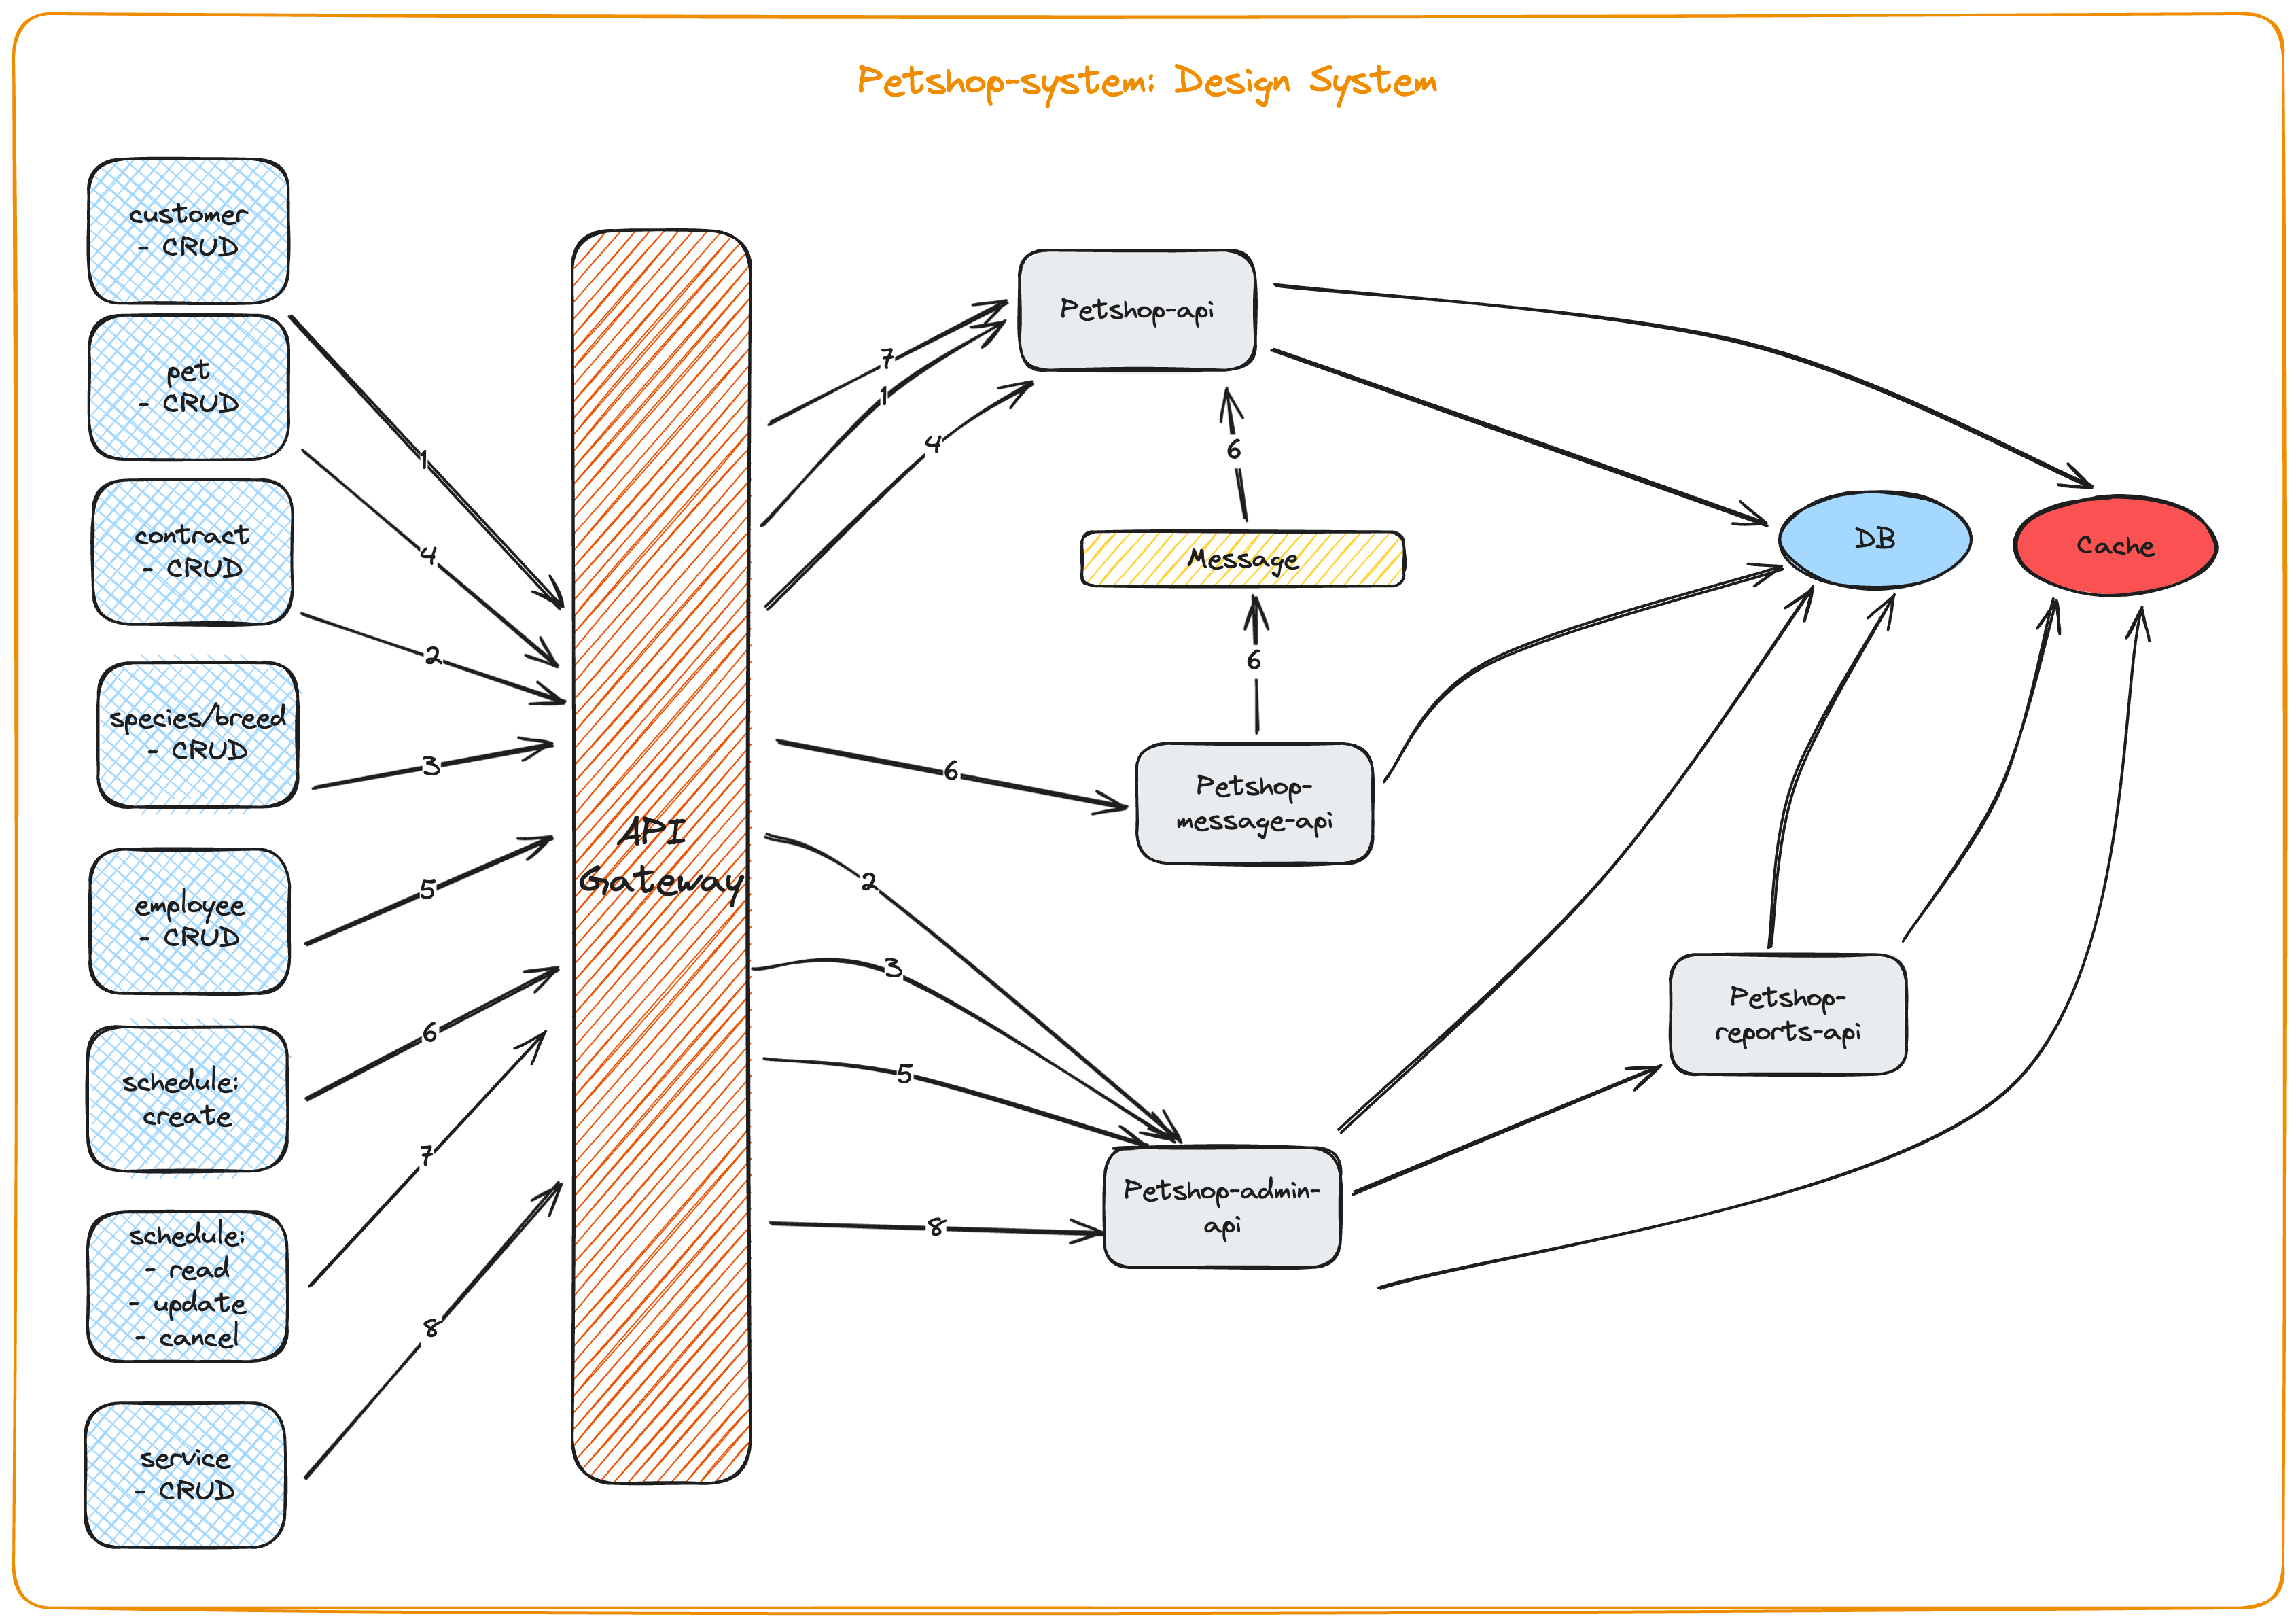 Petshop-system: Design System
customer
- CRUD
pet
- CRUD
contract
- CRUD
species/breed
- CRUD
employee
- CRUD
schedule:
create
schedule:
- read
- update
- cancel
service
- CRUD
1
4
2
3
5
6
7
8
API
Gateway
7
1
4
6
2
3
5
8
Petshop-api
6
Message
6
Petshop-
message-api
Petshop-admin-
api
Petshop-
reports-api
DB
Cache